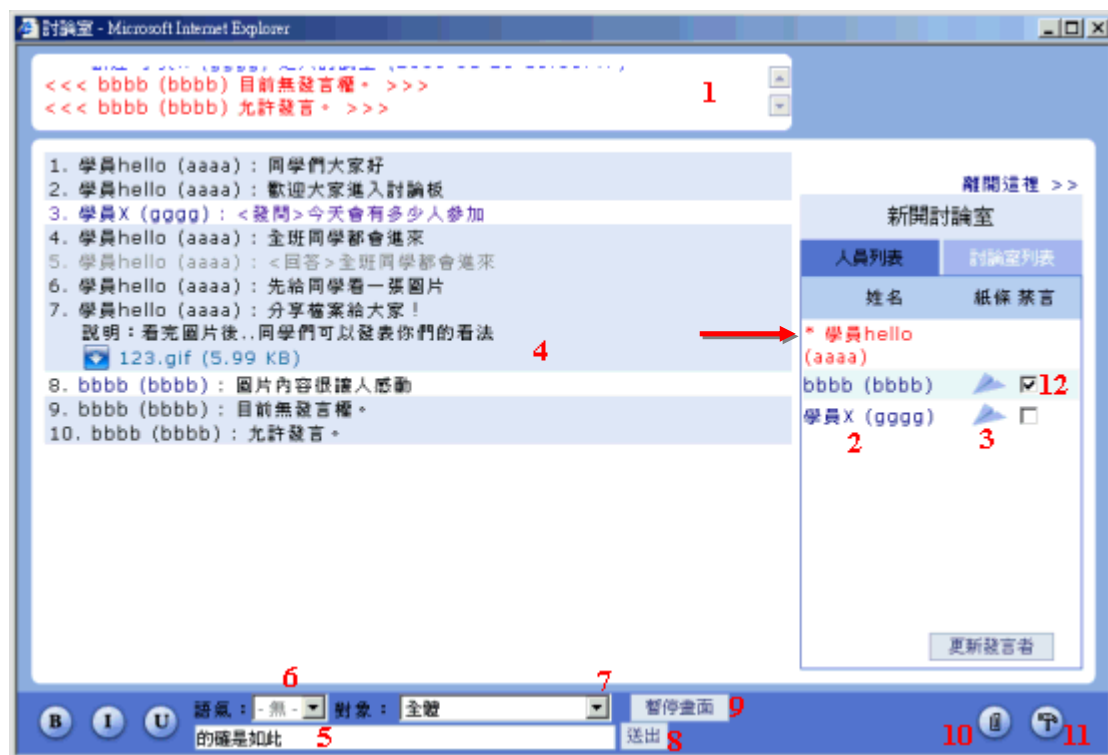 討論室 - Microsoft Internet Explorer
<<< bbbb (bbbb) 目前無發言權。 >>>
<<< bbbb (bbbb) 允許發言。 >>>
1
1. 學員hello (aaaa) : 同學們大家好
2. 學員hello (aaaa) : 歡迎大家進入討論板
3. 學員X (gggg) : <發問>今天會有多少人參加
4. 學員hello (aaaa) : 全班同學都會進來
5. 學員hello (aaaa) : <回答>全班同學都會進來
6. 學員hello (aaaa) : 先給同學看一張圖片
7. 學員hello (aaaa) : 分享檔案給大家!
說明:看完圖片後..同學們可以發表你們的看法
123.gif (5.99 KB)
4
8. bbbb (bbbb) : 圖片內容很讓人感動
9. bbbb (bbbb) : 目前無發言權。
10. bbbb (bbbb) : 允許發言。
離開這裡 >>
新開討論室
人員列表 討論室列表
姓名 紙條 禁言
* 學員hello
(aaaa)
bbbb (bbbb) 12
學員X (gggg)
2 3
更新發言者
6 7
B I U 語氣: - 無 - 對象: 全體 暫停畫面 9
的確是如此 5 送出 8
10 11